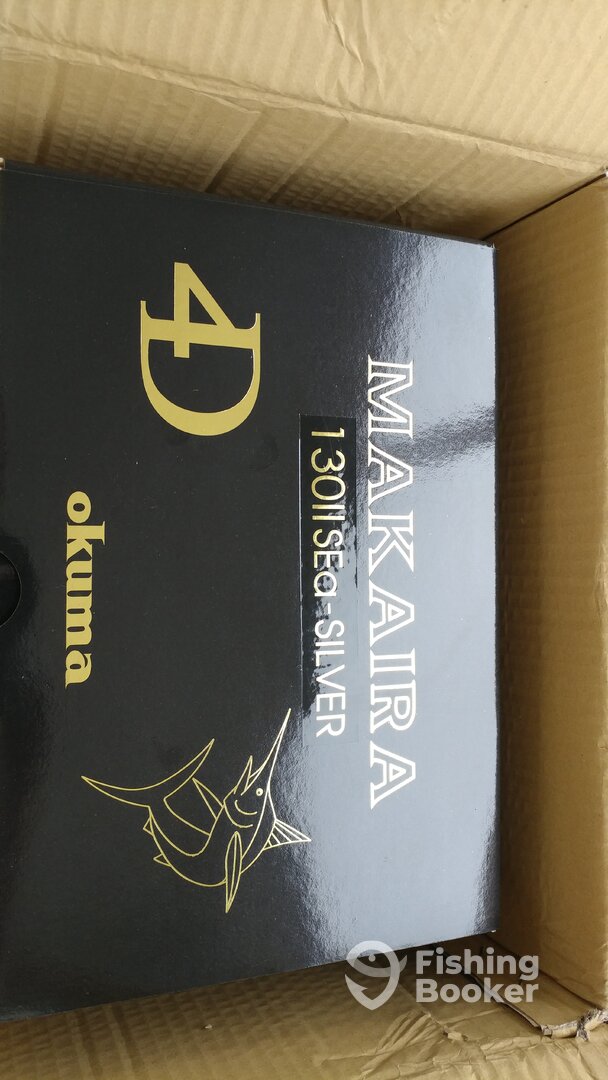 MAKAIRA
130II SEa-SILVER
4D
okuma
Fishing
Booker